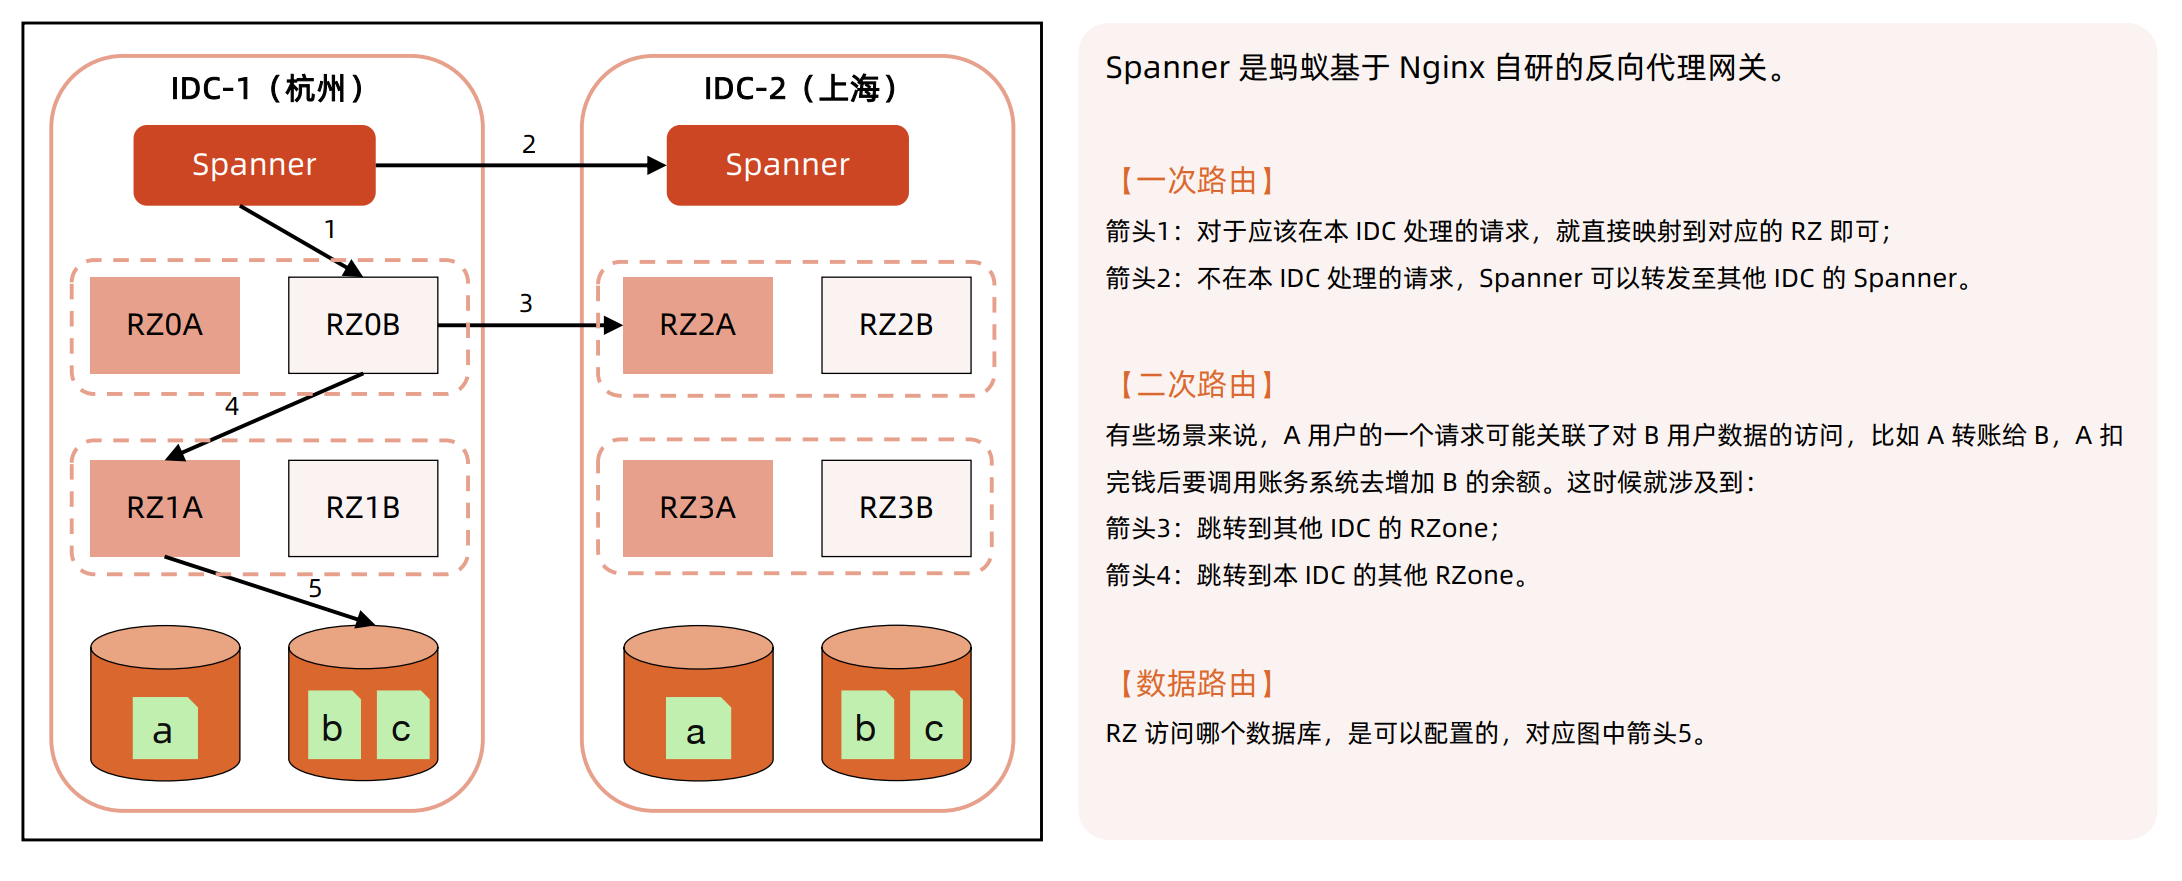 IDC-1（杭州）
IDC-2（上海）
Spanner
2
Spanner
1
RZ0A
RZ0B
3
RZ2A
RZ2B
4
RZ1A
RZ1B
RZ3A
RZ3B
5
a
b
c
a
b
c
Spanner 是蚂蚁基于 Nginx 自研的反向代理网关。
【一次路由】
箭头1：对于应该在本 IDC 处理的请求，就直接映射到对应的 RZ 即可；
箭头2：不在本 IDC 处理的请求，Spanner 可以转发至其他 IDC 的 Spanner。
【二次路由】
有些场景来说，A 用户的一个请求可能关联了对 B 用户数据的访问，比如 A 转账给 B，A 扣
完钱后要调用账务系统去增加 B 的余额。这时候就涉及到：
箭头3：跳转到其他 IDC 的 RZone；
箭头4：跳转到本 IDC 的其他 RZone。
【数据路由】
RZ 访问哪个数据库，是可以配置的，对应图中箭头5。